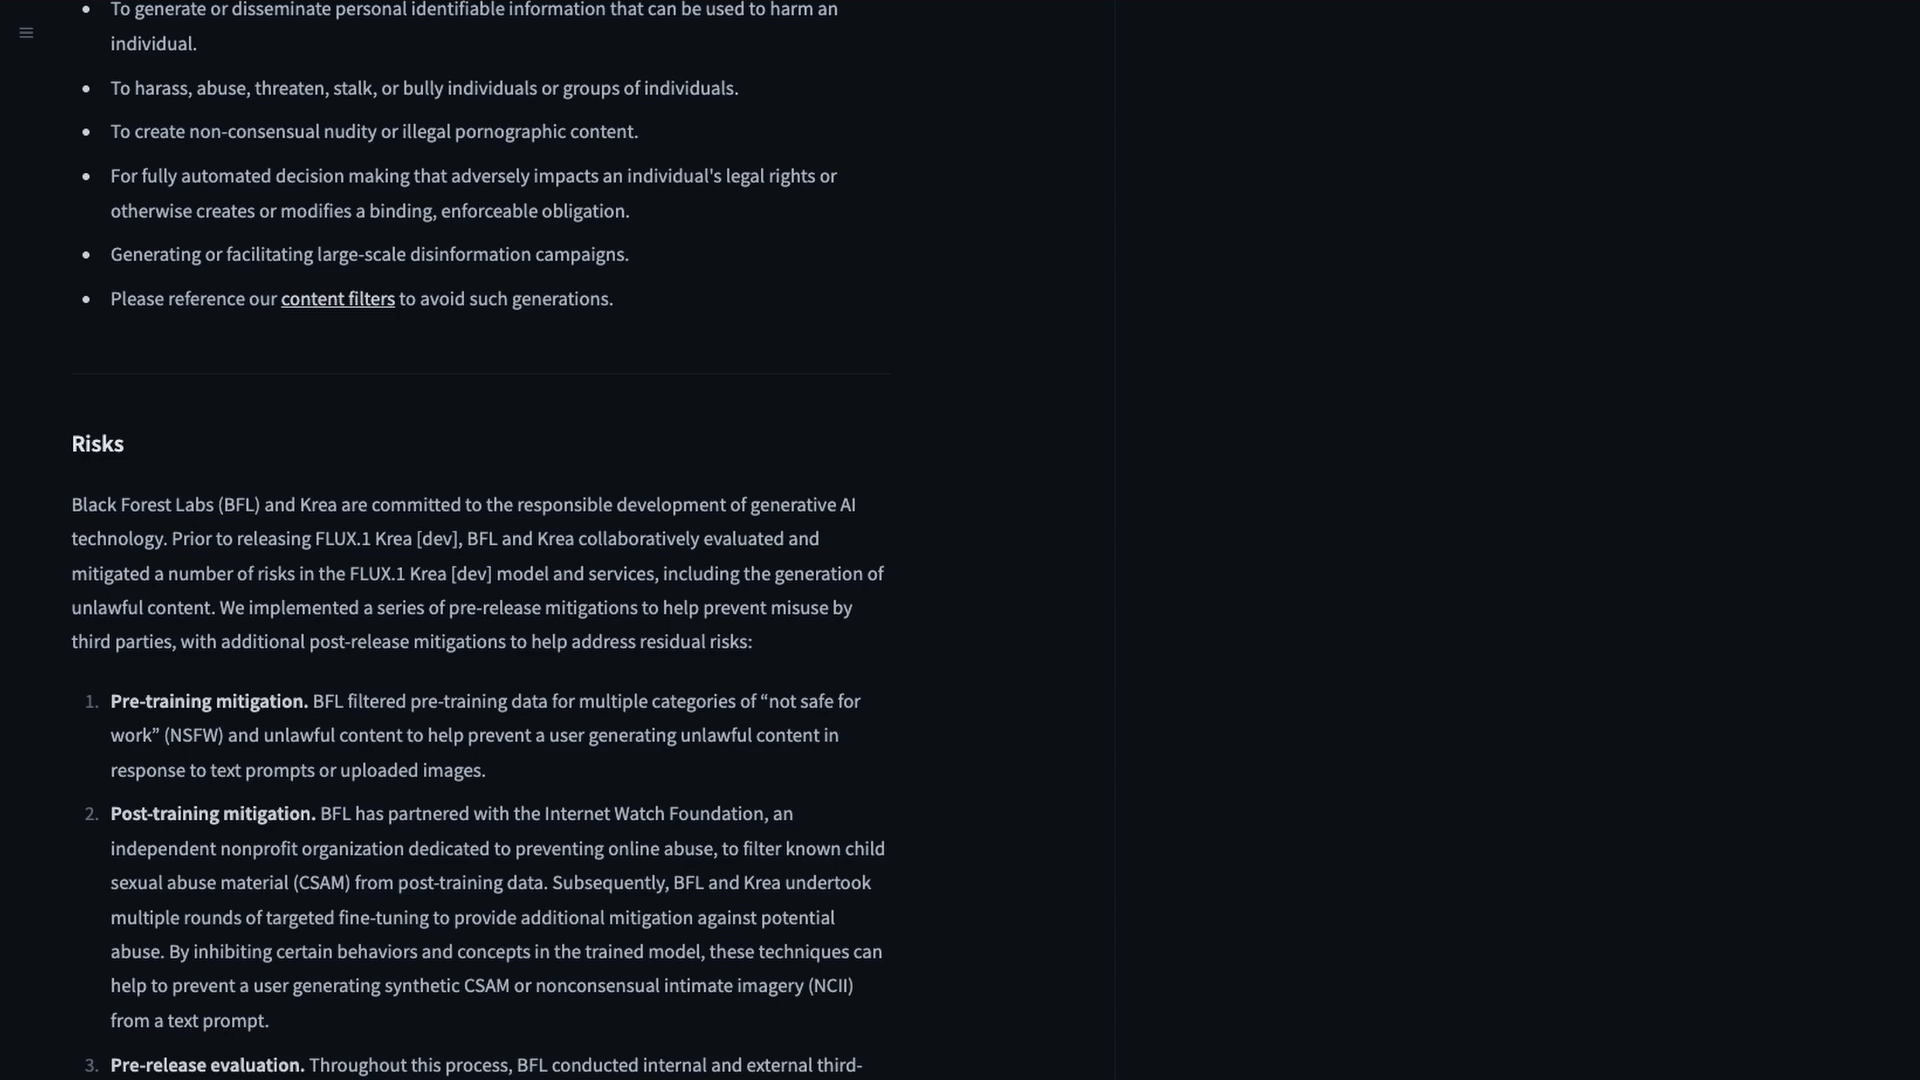 To generate or disseminate personal identifiable information that can be used to harm an
individual.
To harass, abuse, threaten, stalk, or bully individuals or groups of individuals.
To create non-consensual nudity or illegal pornographic content.
For fully automated decision making that adversely impacts an individual's legal rights or
otherwise creates or modifies a binding, enforceable obligation.
Generating or facilitating large-scale disinformation campaigns.
Please reference our content filters to avoid such generations.
Risks
Black Forest Labs (BFL) and Krea are committed to the responsible development of generative AI
technology. Prior to releasing FLUX.1 Krea [dev], BFL and Krea collaboratively evaluated and
mitigated a number of risks in the FLUX.1 Krea [dev] model and services, including the generation of
unlawful content. We implemented a series of pre-release mitigations to help prevent misuse by
third parties, with additional post-release mitigations to help address residual risks:
1. Pre-training mitigation. BFL filtered pre-training data for multiple categories of “not safe for
work” (NSFW) and unlawful content to help prevent a user generating unlawful content in
response to text prompts or uploaded images.
2. Post-training mitigation. BFL has partnered with the Internet Watch Foundation, an
independent nonprofit organization dedicated to preventing online abuse, to filter known child
sexual abuse material (CSAM) from post-training data. Subsequently, BFL and Krea undertook
multiple rounds of targeted fine-tuning to provide additional mitigation against potential
abuse. By inhibiting certain behaviors and concepts in the trained model, these techniques can
help to prevent a user generating synthetic CSAM or nonconsensual intimate imagery (NCII)
from a text prompt.
3. Pre-release evaluation. Throughout this process, BFL conducted internal and external third-